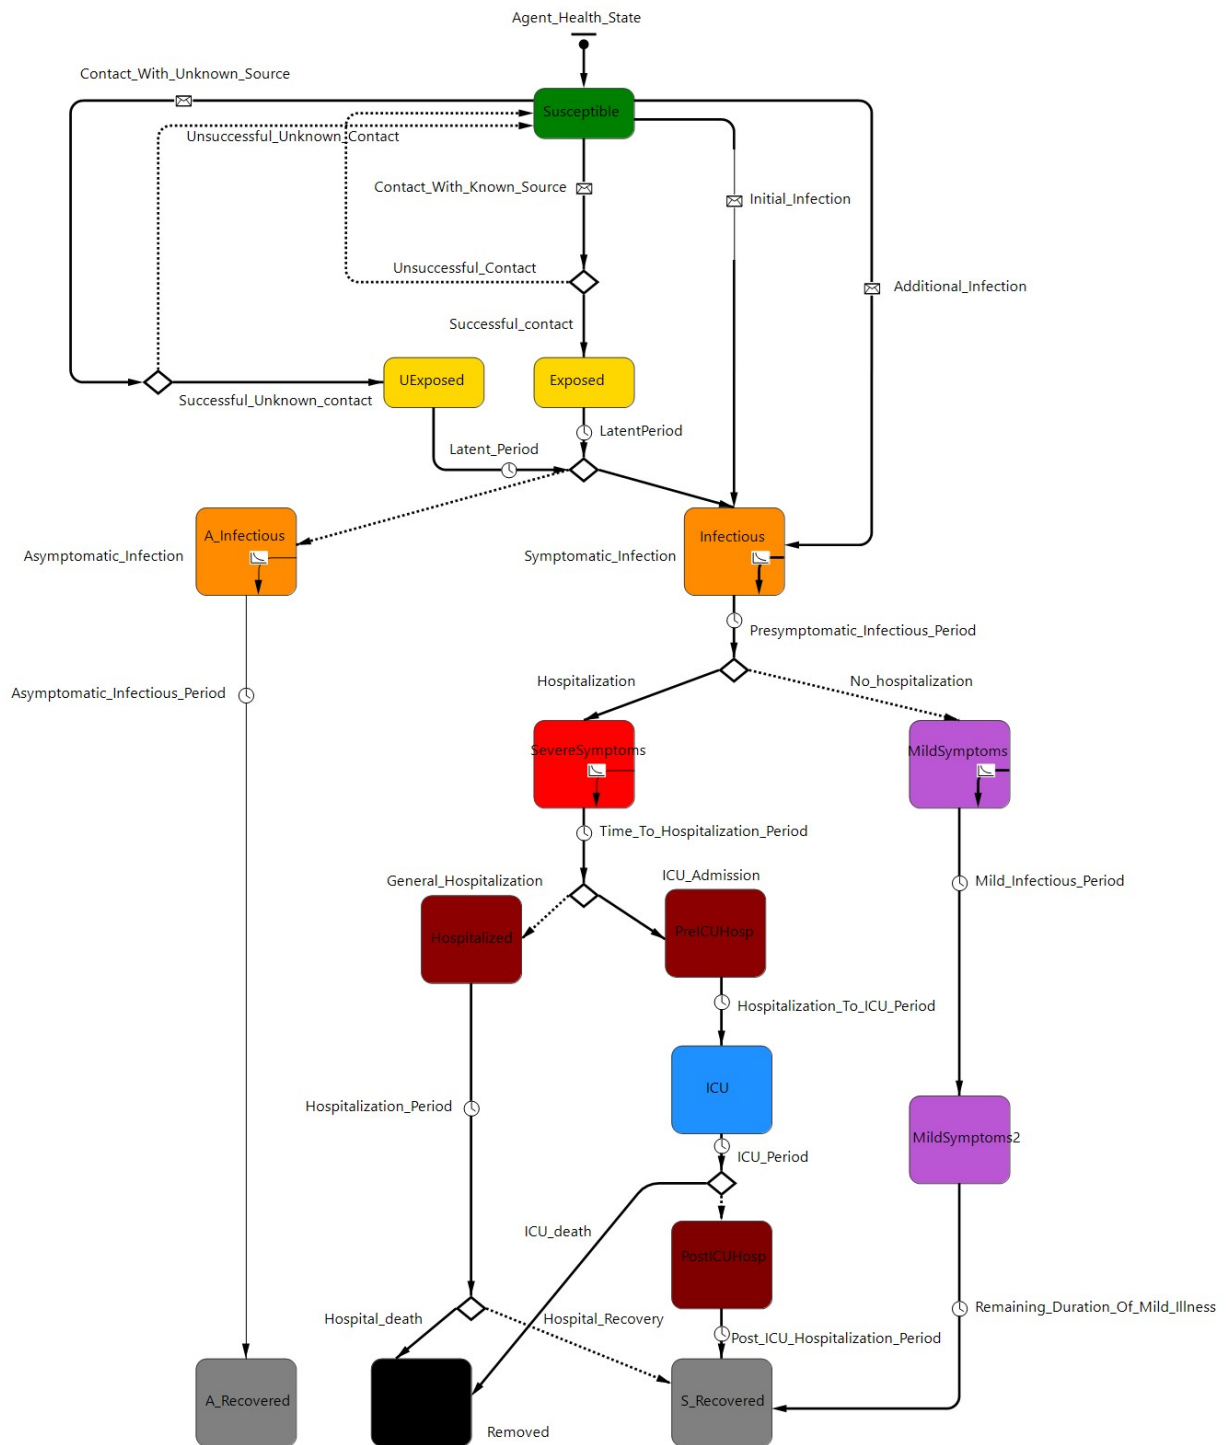 Agent_Health_State
Contact_With_Unknown_Source
Susceptible
Unsuccessful_Unknown_Contact
Contact_With_Known_Source
Initial_Infection
Unsuccessful_Contact
Additional_Infection
Successful_contact
UExposed
Exposed
Successful_Unknown_contact
LatentPeriod
Latent_Period
A_Infectious
Infectious
Asymptomatic_Infection
Symptomatic_Infection
Presymptomatic_Infectious_Period
Hospitalization
No_hospitalization
Asymptomatic_Infectious_Period
SevereSymptoms
MildSymptoms
Time_To_Hospitalization_Period
ICU_Admission
General_Hospitalization
Mild_Infectious_Period
Hospitalized
PreICUHosp
Hospitalization_To_ICU_Period
ICU
Hospitalization_Period
MildSymptoms2
ICU_Period
ICU_death
PostICUHosp
Remaining_Duration_Of_Mild_Illness
Hospital_death
Hospital_Recovery
Post_ICU_Hospitalization_Period
A_Recovered
S_Recovered
Removed